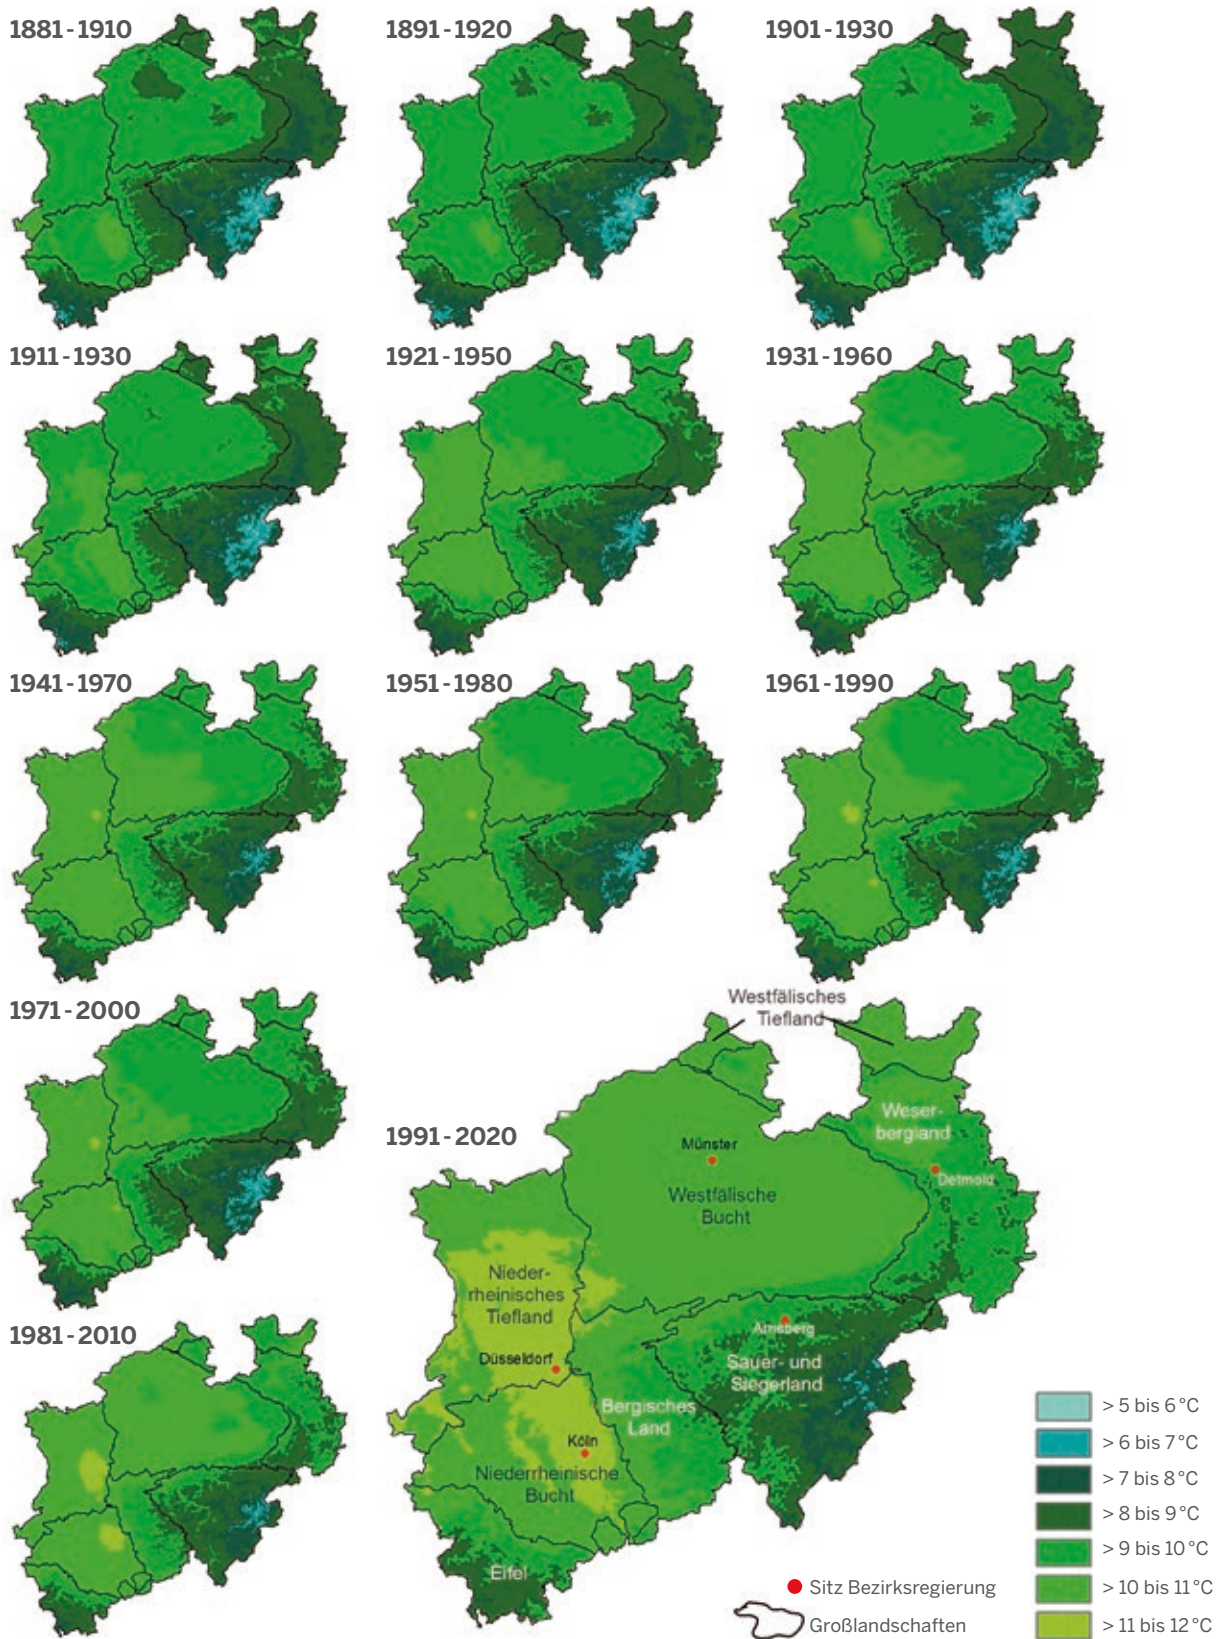 1881-1910
1891-1920
1901-1930
1911-1930
1921-1950
1931-1960
1941-1970
1951-1980
1961-1990
1971-2000
1981-2010
1991-2020
Westfälisches
Tiefland
Weser-
bergland
Münster
Detmold
Westfälische
Bucht
Nieder-
rheinisches
Tiefland
Arnsberg
Düsseldorf
Sauer- und
Siegerland
Bergisches
Land
Köln
Niederrheinische
Bucht
Eifel
Sitz Bezirksregierung
Großlandschaften
> 5 bis 6 °C
> 6 bis 7 °C
> 7 bis 8 °C
> 8 bis 9 °C
> 9 bis 10 °C
> 10 bis 11 °C
> 11 bis 12 °C